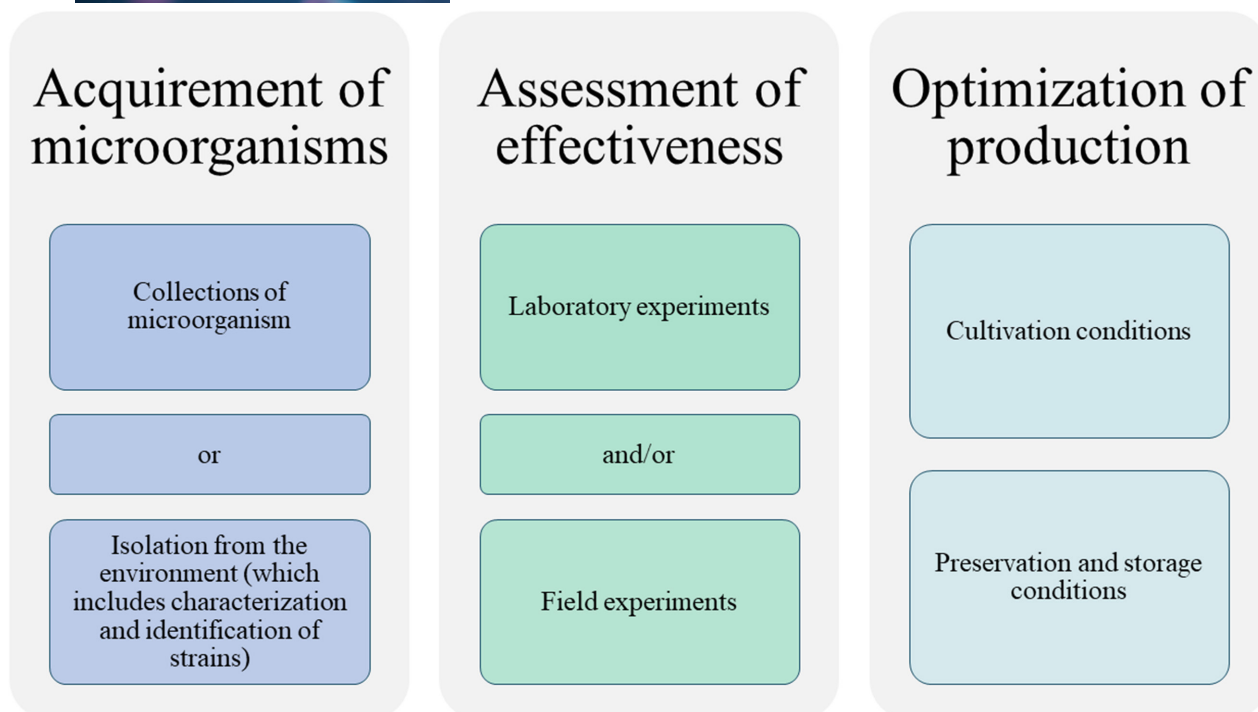 Acquirement of
microorganisms
Collections of
microorganism
or
Isolation from the
environment (which
includes characterization
and identification of
strains)
Assessment of
effectiveness
Laboratory experiments
and/or
Field experiments
Optimization of
production
Cultivation conditions
Preservation and storage
conditions